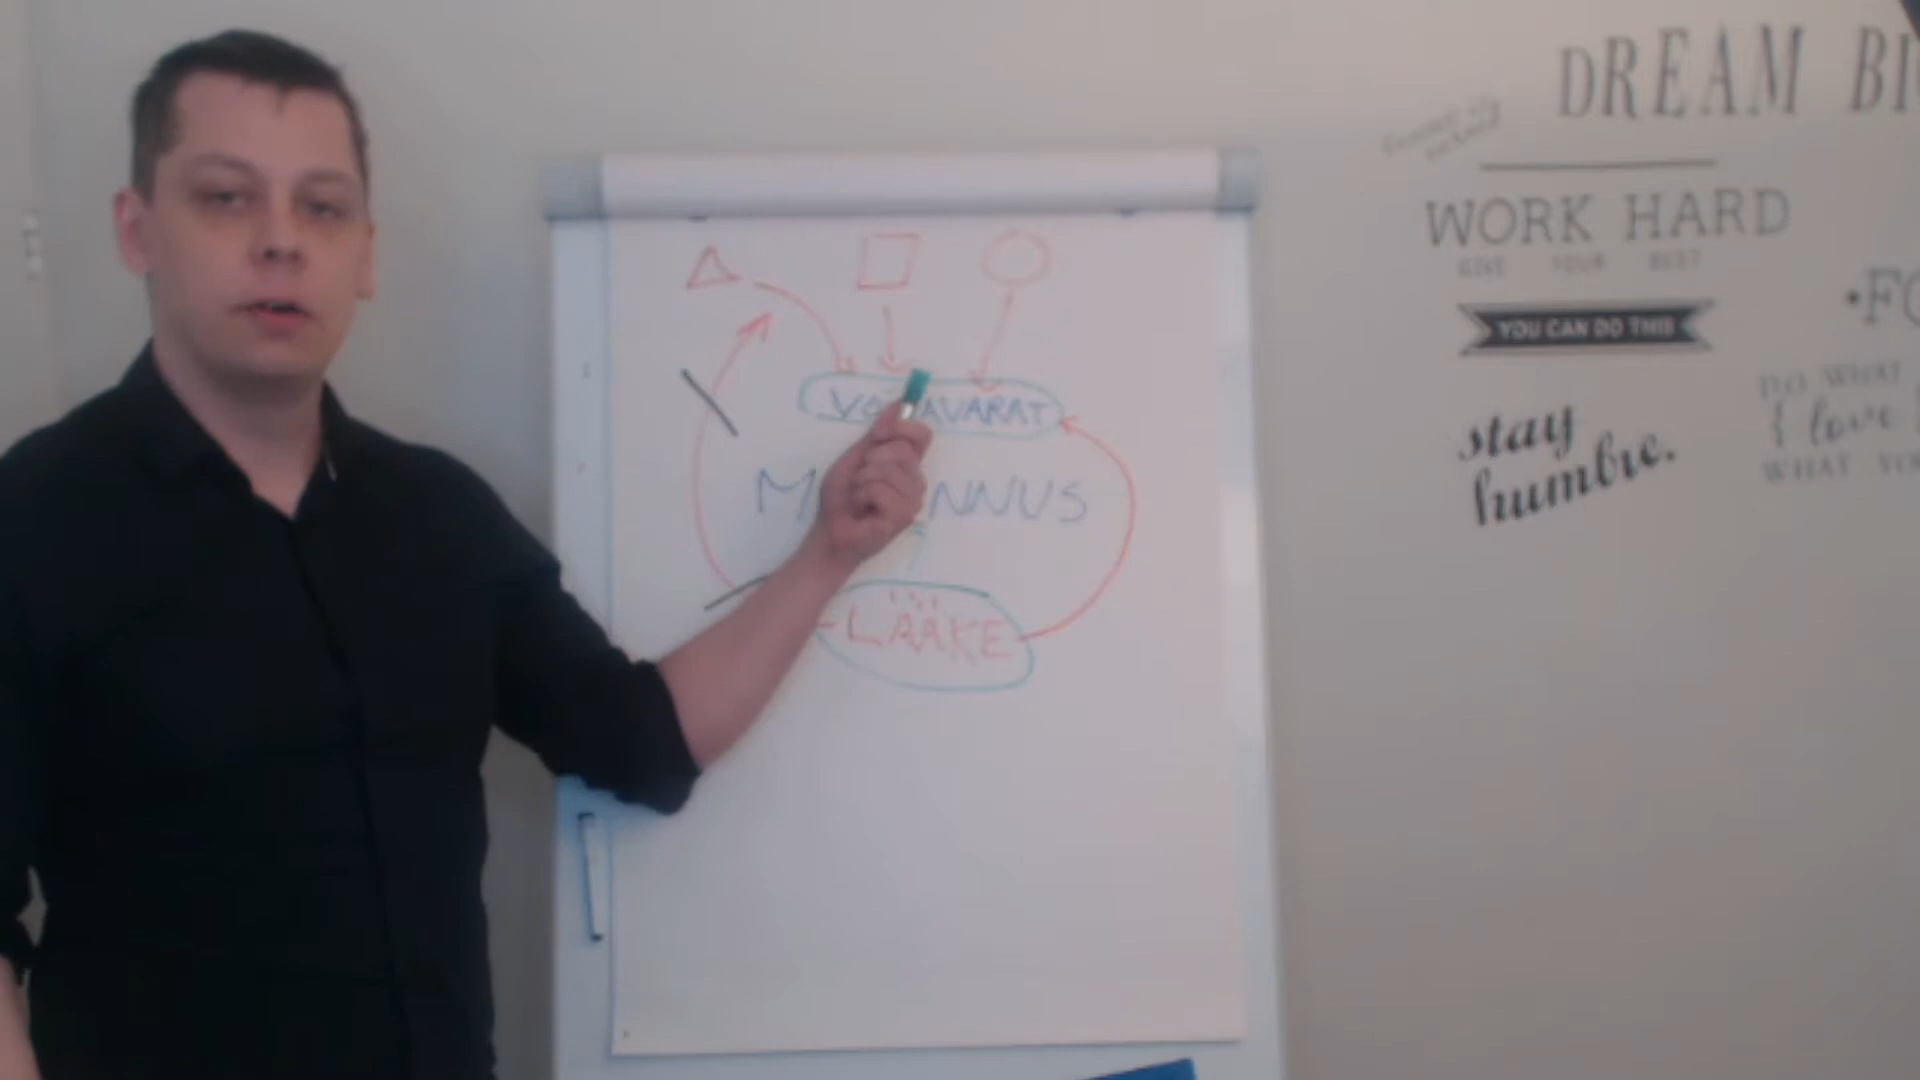 VO AVARAT
M NNUS
LÄÄKE
DREAM BI
WORK HARD
GIVE YOUR BEST
YOU CAN DO THIS
stay
humble.
•FO
DO WHAT
I love
WHAT YO